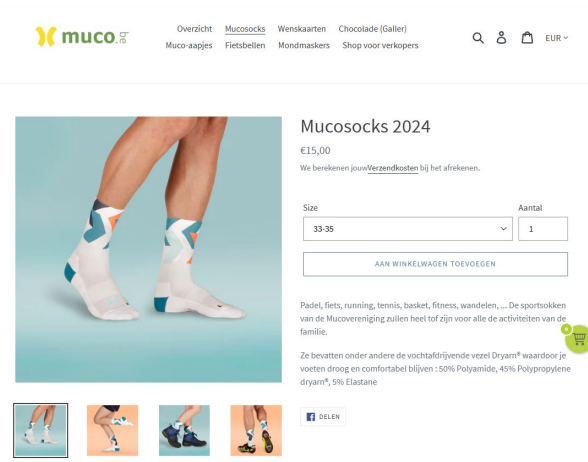 muco.be
Overzicht Mucosocks Wenskaarten Chocolade (Galler)
Muco-aapjes Fietsbellen Mondmaskers Shop voor verkopers
EUR
Mucosocks 2024
€15,00
We berekenen jouwVerzendkosten bij het afrekenen.
Size Aantal
33-35 1
AAN WINKELWAGEN TOEVOEGEN
Padel, fiets, running, tennis, basket, fitness, wandelen, ... De sportsokken
van de Mucovereniging zullen heel tof zijn voor alle de activiteiten van de
familie.
0
Ze bevatten onder andere de vochtafdrijvende vezel Dryarn® waardoor je
voeten droog en comfortabel blijven : 50% Polyamide, 45% Polypropylene
dryarn®, 5% Elastane
DELEN